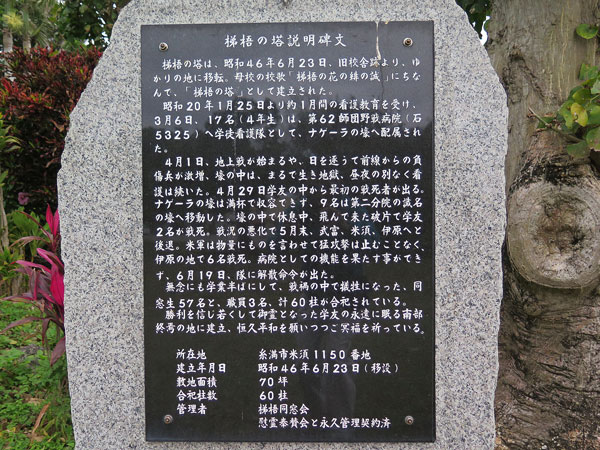 梯梧の塔説明碑文
梯梧の塔は、昭和46年6月23日、旧校舎跡より、ゆ
かりの地に移転。母校の校歌「梯梧の花の緋の誠」にちな
んで、「梯梧の塔」として建立された。
昭和20年1月25日より約1月間の看護教育を受け、
3月6日、17名(4年生)は、第62師団野戦病院(石
5325)へ学徒看護隊として、ナゲーラの壕へ配属され
た。
4月1日、地上戦が始まるや、日を逐うて前線からの負
傷兵が激増、壕の中は、まるで生き地獄、昼夜の別なく看
護は続いた。4月29日学友の中から最初の戦死者が出る。
ナゲーラの壕は満杯で収容できず、9名は第二分院の識名
の壕へ移動した。壕の中で休息中、飛んで来た破片で学友
2名が戦死。戦況の悪化で5月末、武富、米須、伊原へと
後退。米軍は物量にものを言わせて猛攻撃は止むことなく、
伊原の地で6名戦死。病院としての機能を果たす事ができ
ず、6月19日、隊に解散命令が出た。
無念にも学業半ばにして、戦禍の中で犠牲になった、同
窓生57名と、職員3名、計60柱が合祀されている。
勝利を信じ若くして御霊となった学友の永遠に眠る南部
終焉の地に建立、恒久平和を願いつつご冥福を祈っている。
所在地 糸満市米須1150番地
建立年月日 昭和46年6月23日(移設)
敷地面積 70坪
合祀柱数 60柱
管理者 梯梧同窓会
慰霊奉賛会と永久管理契約済